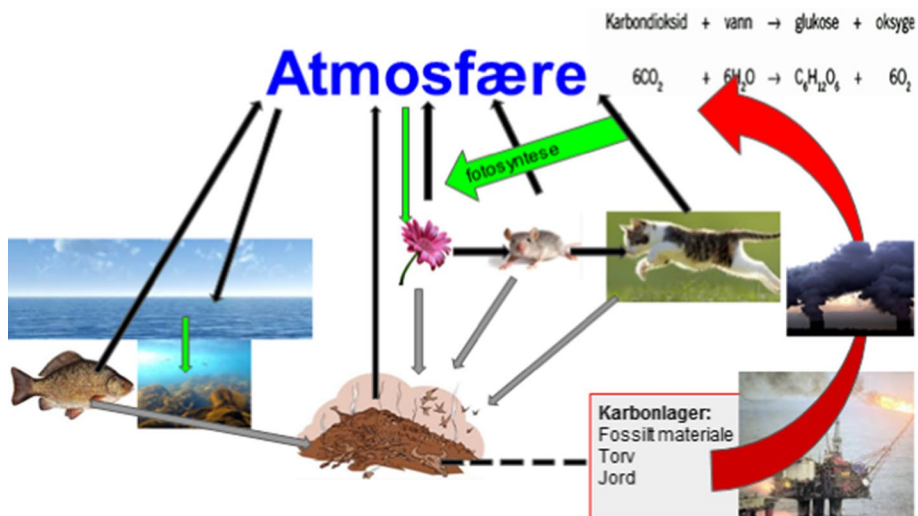 Karbondioksid + vann → glukose + oksyge
6CO₂ + 6H₂O → C₆H₁₂O₆ + 6O₂
Atmosfære
fotosyntese
Karbonlager:
Fossilt materiale
Torv
Jord